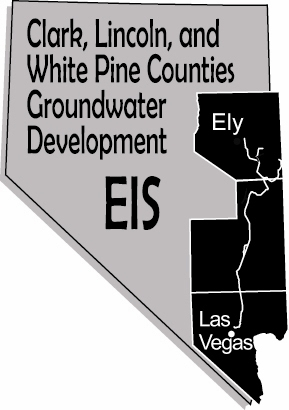 Clark, Lincoln, and
White Pine Counties
Groundwater
Development
EIS
Ely
Las
Vegas